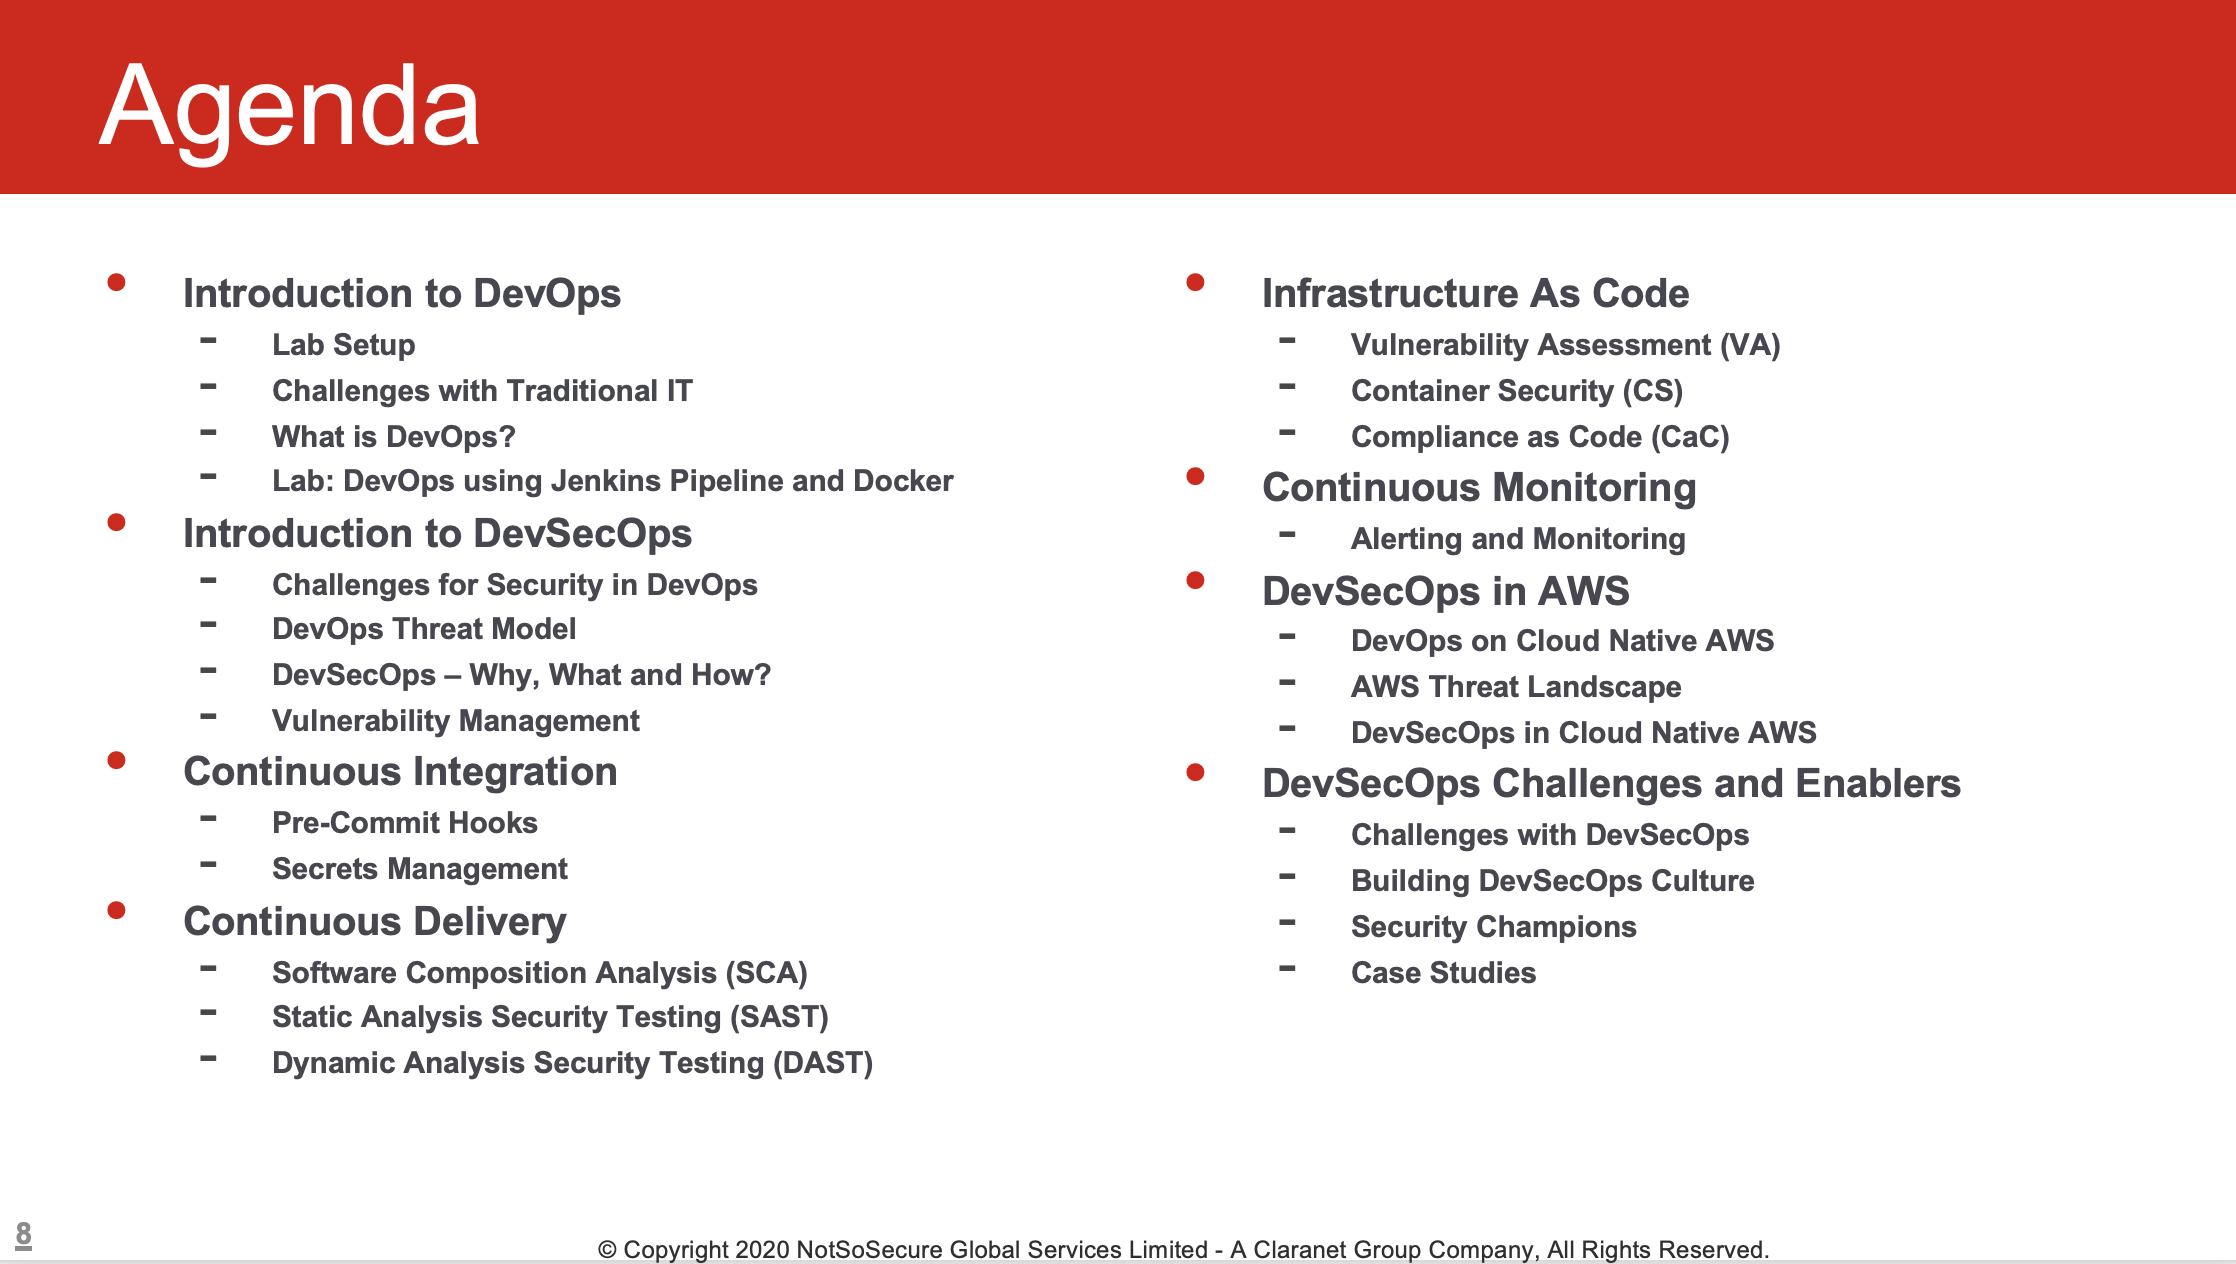 Agenda
• Introduction to DevOps
- Lab Setup
- Challenges with Traditional IT
- What is DevOps?
- Lab: DevOps using Jenkins Pipeline and Docker
• Introduction to DevSecOps
- Challenges for Security in DevOps
- DevOps Threat Model
- DevSecOps – Why, What and How?
- Vulnerability Management
• Continuous Integration
- Pre-Commit Hooks
- Secrets Management
• Continuous Delivery
- Software Composition Analysis (SCA)
- Static Analysis Security Testing (SAST)
- Dynamic Analysis Security Testing (DAST)
• Infrastructure As Code
- Vulnerability Assessment (VA)
- Container Security (CS)
- Compliance as Code (CaC)
• Continuous Monitoring
- Alerting and Monitoring
• DevSecOps in AWS
- DevOps on Cloud Native AWS
- AWS Threat Landscape
- DevSecOps in Cloud Native AWS
• DevSecOps Challenges and Enablers
- Challenges with DevSecOps
- Building DevSecOps Culture
- Security Champions
- Case Studies
8
© Copyright 2020 NotSoSecure Global Services Limited - A Claranet Group Company, All Rights Reserved.